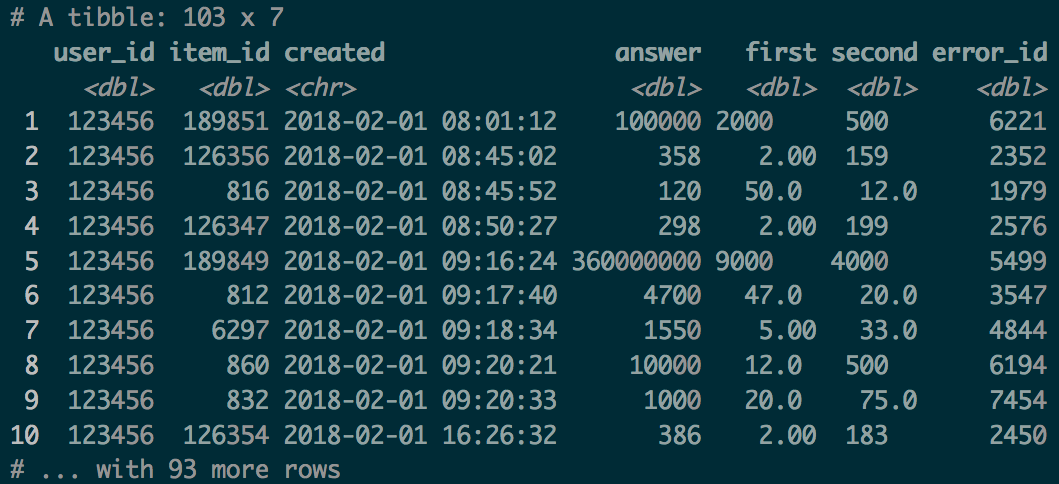 # A tibble: 103 x 7
user_id item_id created answer first second error_id
<dbl> <dbl> <chr> <dbl> <dbl> <dbl> <dbl>
1 123456 189851 2018-02-01 08:01:12 100000 2000 500 6221
2 123456 126356 2018-02-01 08:45:02 358 2.00 159 2352
3 123456 816 2018-02-01 08:45:52 120 50.0 12.0 1979
4 123456 126347 2018-02-01 08:50:27 298 2.00 199 2576
5 123456 189849 2018-02-01 09:16:24 360000000 9000 4000 5499
6 123456 812 2018-02-01 09:17:40 4700 47.0 20.0 3547
7 123456 6297 2018-02-01 09:18:34 1550 5.00 33.0 4844
8 123456 860 2018-02-01 09:20:21 10000 12.0 500 6194
9 123456 832 2018-02-01 09:20:33 1000 20.0 75.0 7454
10 123456 126354 2018-02-01 16:26:32 386 2.00 183 2450
# ... with 93 more rows